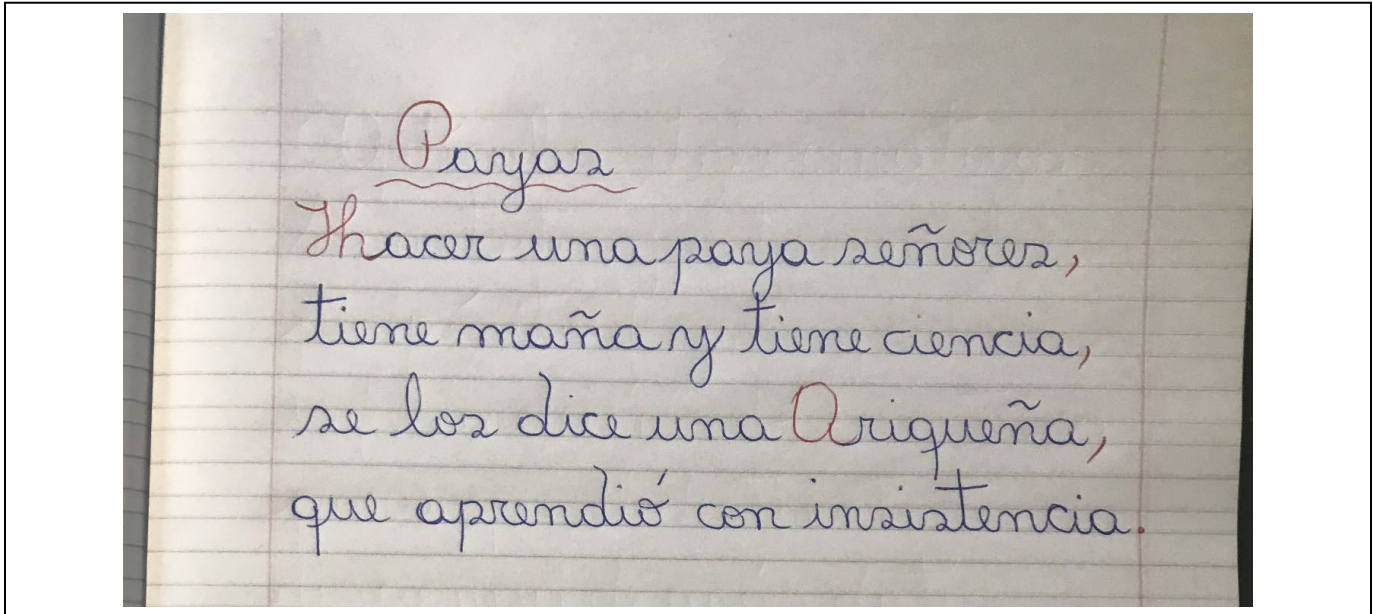 Payas
Hacer una paya señores,
tiene maña y tiene ciencia,
se los dice una Ariqueña,
que aprendió con insistencia.